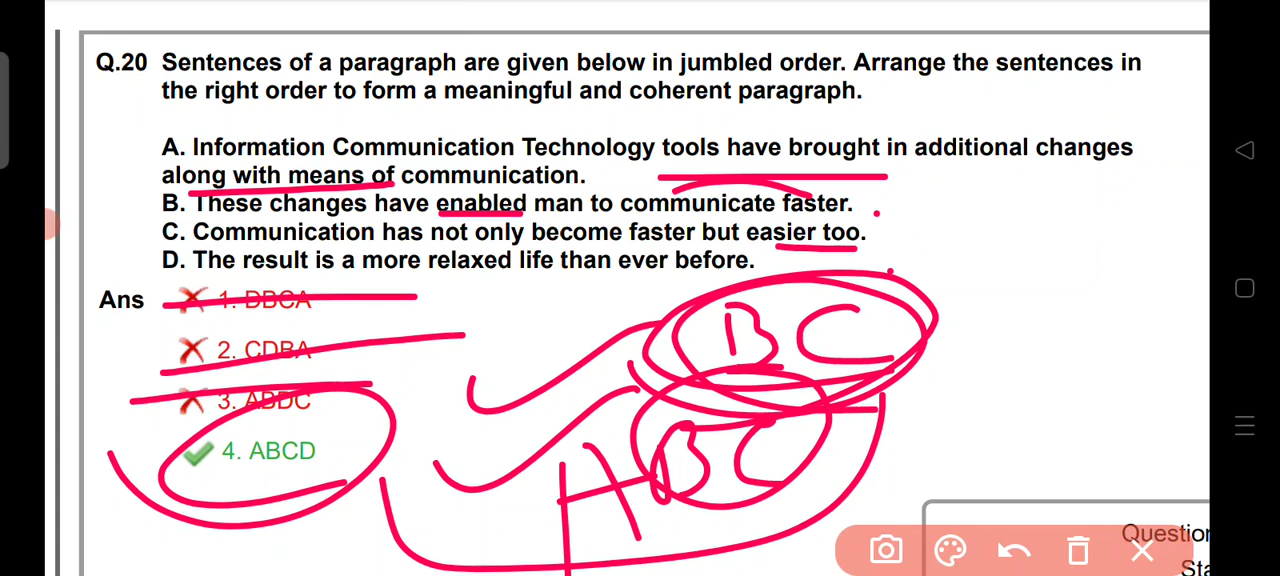 Q.20 Sentences of a paragraph are given below in jumbled order. Arrange the sentences in
the right order to form a meaningful and coherent paragraph.
A. Information Communication Technology tools have brought in additional changes
along with means of communication.
B. These changes have enabled man to communicate faster.
C. Communication has not only become faster but easier too.
D. The result is a more relaxed life than ever before.
Ans 1. DBCA
2. CDBA
3. ABDC
4. ABCD
BC
ABC
Question